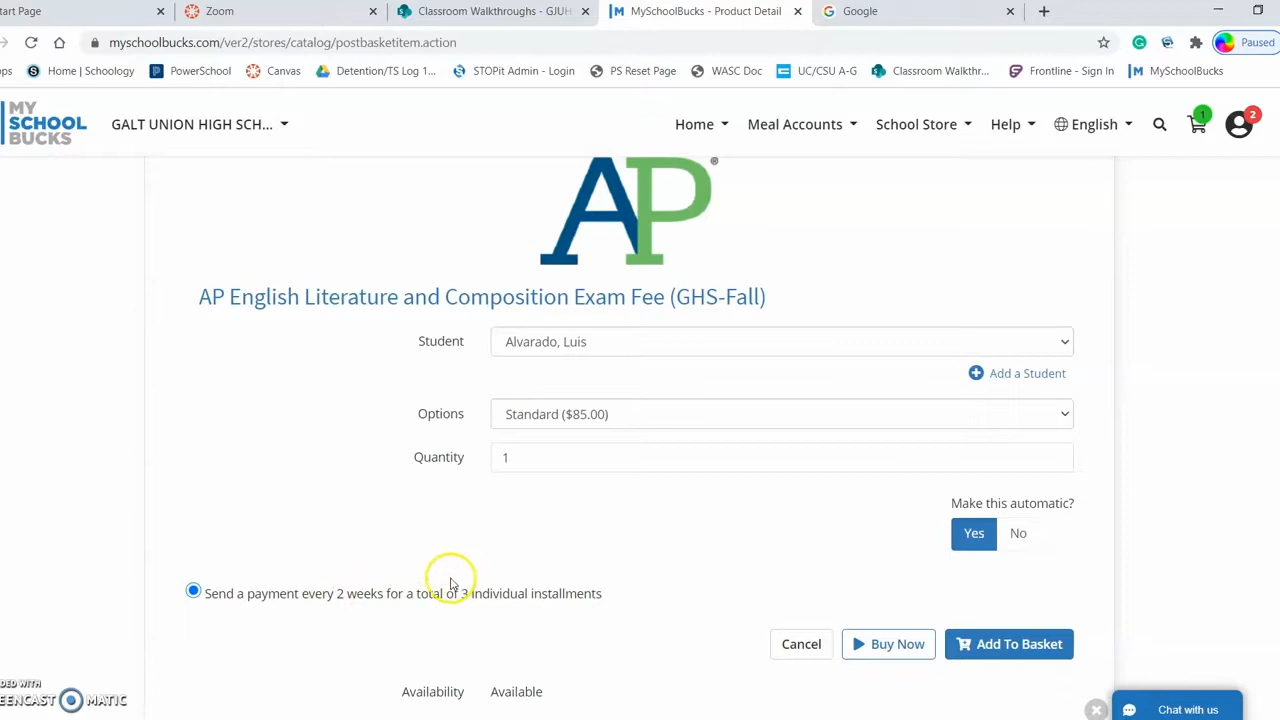 tart Page
Zoom
Classroom Walkthroughs - GJUH
MySchoolBucks - Product Detail
Google
myschoolbucks.com/ver2/stores/catalog/postbasketitem.action
Paused
ps
Home | Schoology
PowerSchool
Canvas
Detention/TS Log 1...
STOPit Admin - Login
PS Reset Page
WASC Doc
UC/CSU A-G
Classroom Walkthr...
Frontline - Sign In
MySchoolBucks
MY
SCHOOL
BUCKS
GALT UNION HIGH SCH...
Home
Meal Accounts
School Store
Help
English
1
2
AP®
AP English Literature and Composition Exam Fee (GHS-Fall)
Student
Alvarado, Luis
Add a Student
Options
Standard ($85.00)
Quantity
1
Make this automatic?
Yes
No
Send a payment every 2 weeks for a total of 3 individual installments
Cancel
Buy Now
Add To Basket
Availability
Available
DED WITH
EENCAST MATIC
Chat with us